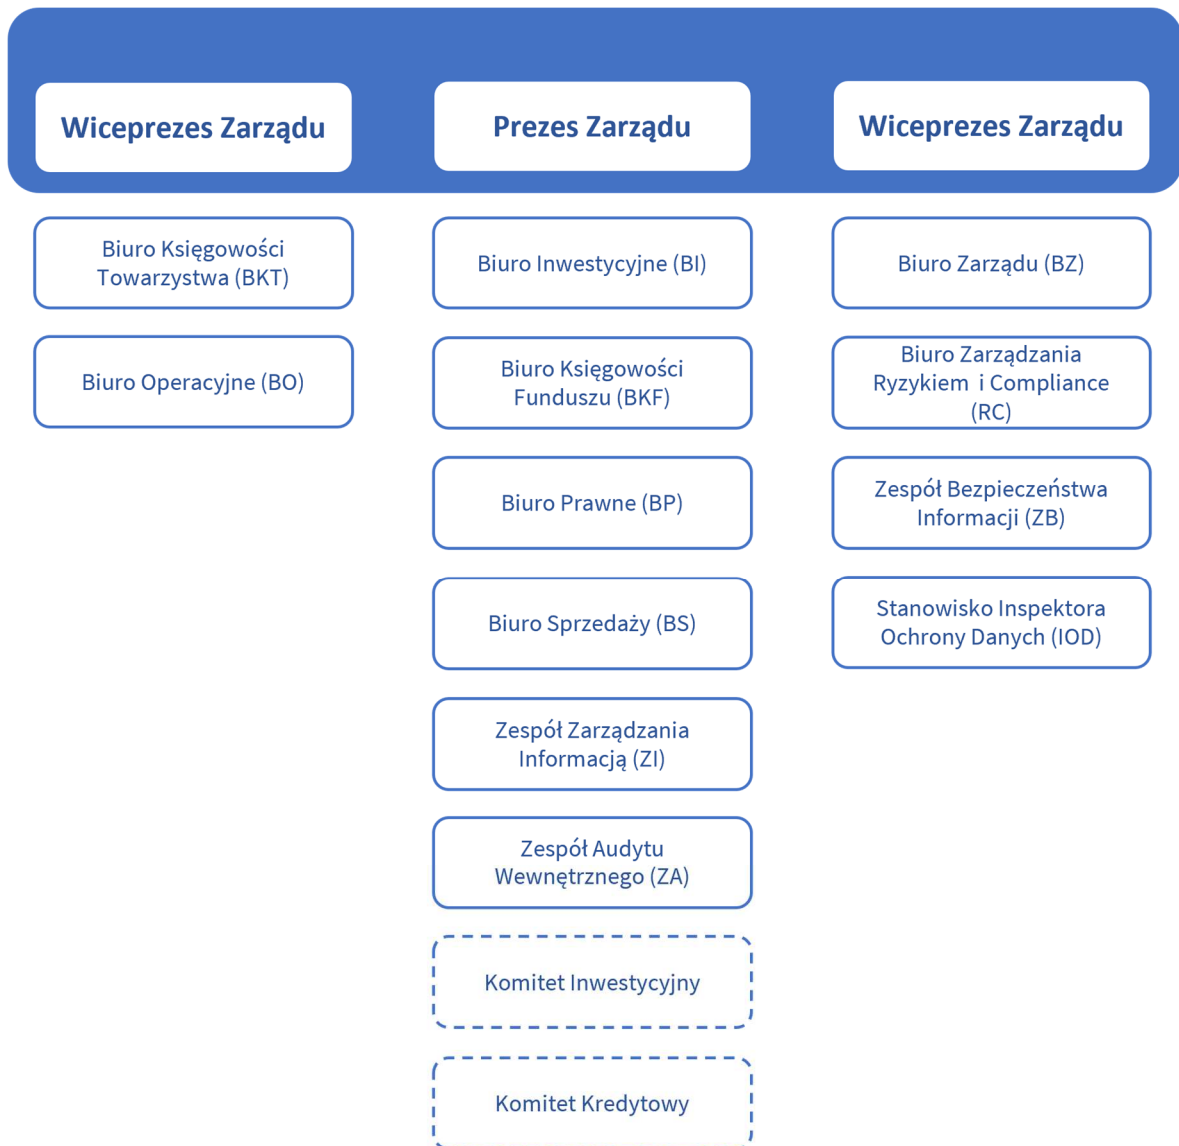 Wiceprezes Zarządu
Biuro Księgowości
Towarzystwa (BKT)
Biuro Operacyjne (BO)
Prezes Zarządu
Biuro Inwestycyjne (BI)
Biuro Księgowości
Funduszu (BKF)
Biuro Prawne (BP)
Biuro Sprzedaży (BS)
Zespół Zarządzania
Informacją (ZI)
Zespół Audytu
Wewnętrznego (ZA)
Komitet Inwestycyjny
Komitet Kredytowy
Wiceprezes Zarządu
Biuro Zarządu (BZ)
Biuro Zarządzania
Ryzykiem i Compliance
(RC)
Zespół Bezpieczeństwa
Informacji (ZB)
Stanowisko Inspektora
Ochrony Danych (IOD)